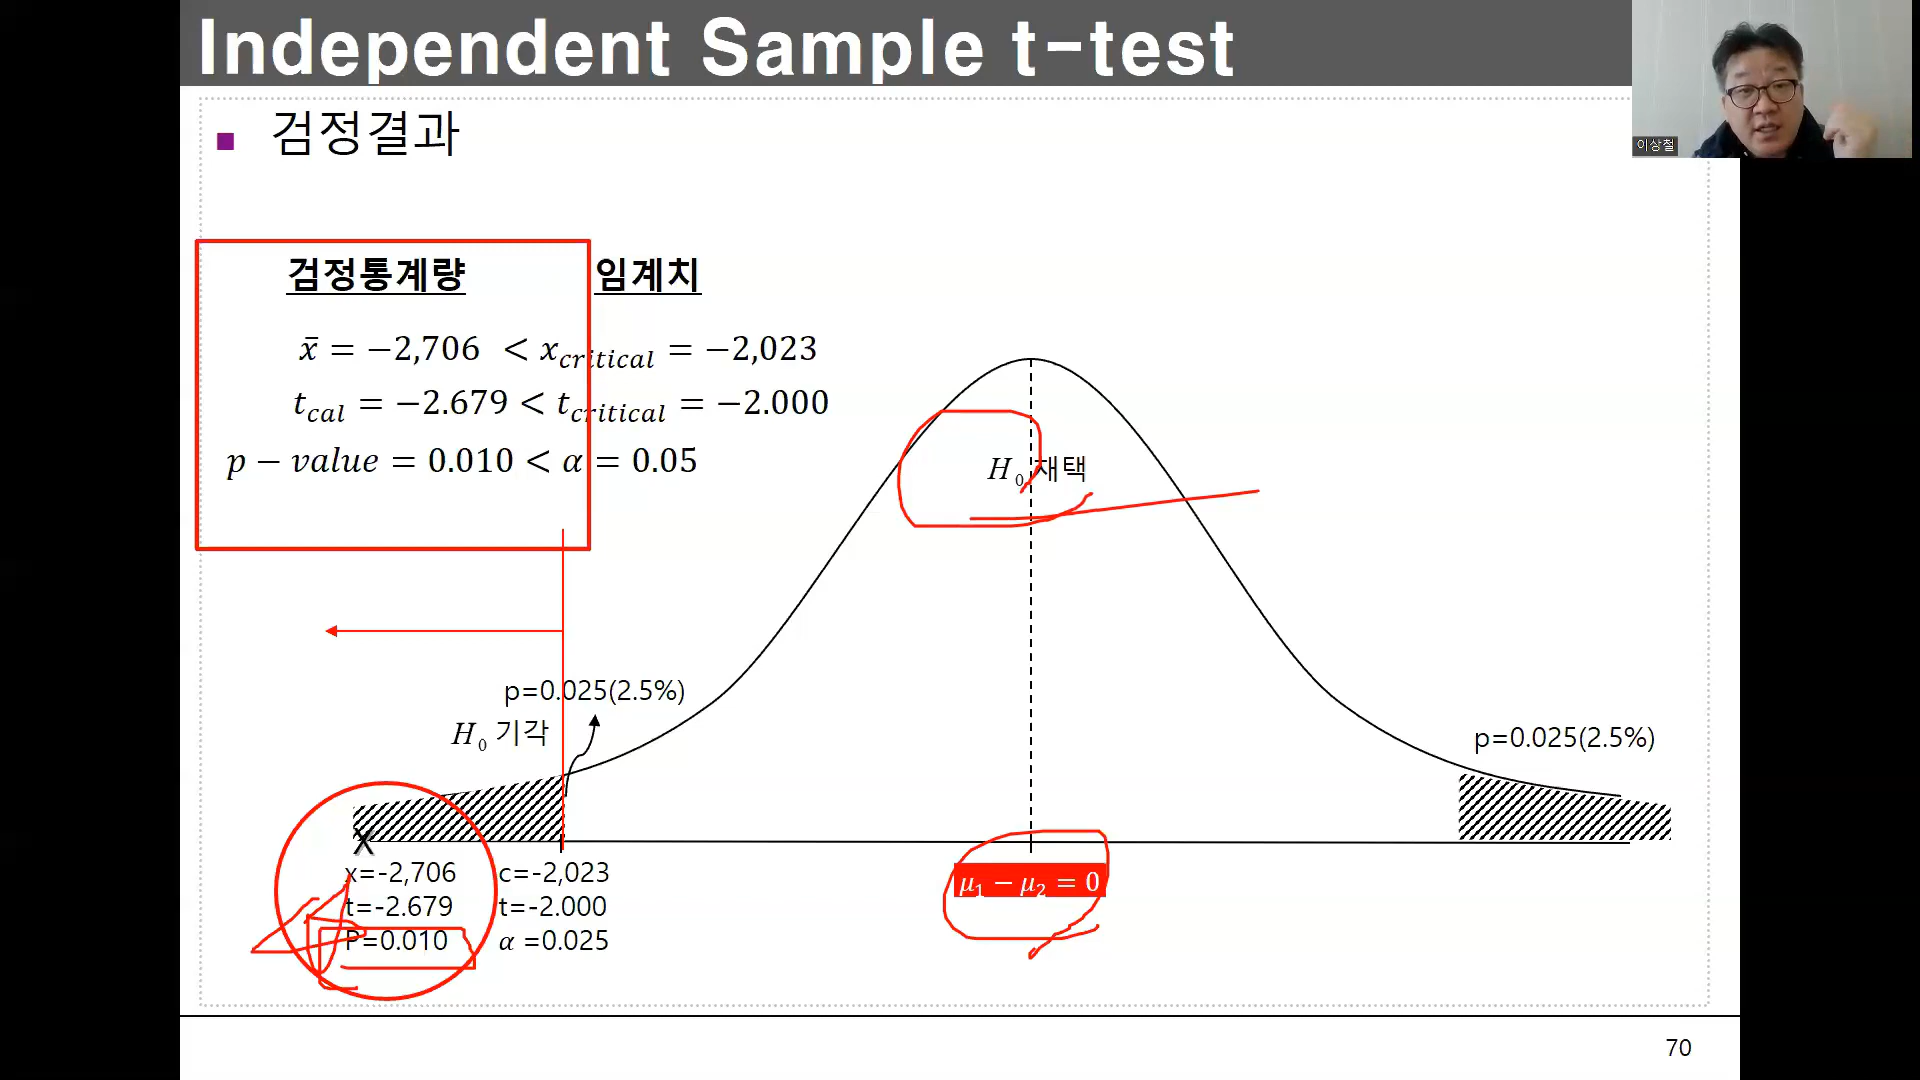 Independent Sample t-test
이상철
■ 검정결과
검정통계량 임계치
x̄ = −2,706 < x_critical = −2,023
t_cal = −2.679 < t_critical = −2.000
p − value = 0.010 < α = 0.05
H₀ 채택
p=0.025(2.5%)
H₀ 기각
p=0.025(2.5%)
X
x=-2,706 c=-2,023
t=-2.679 t=-2.000
P=0.010 α =0.025
μ₁ − μ₂ = 0
70